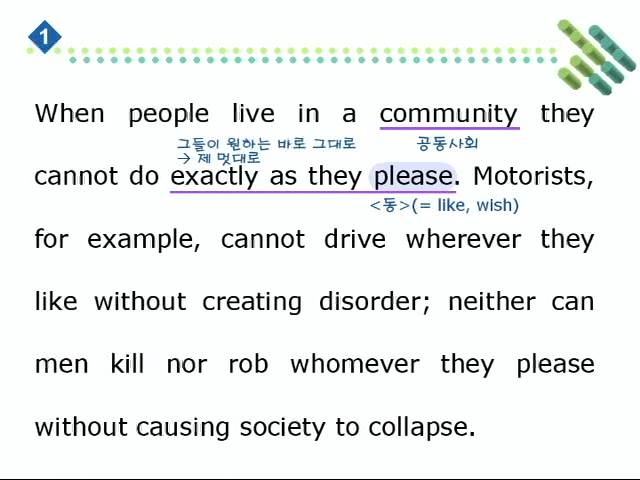 1
When people live in a community they
그들이 원하는 바로 그대로
→ 제 멋대로
공동사회
cannot do exactly as they please. Motorists,
<동>(= like, wish)
for example, cannot drive wherever they
like without creating disorder; neither can
men kill nor rob whomever they please
without causing society to collapse.